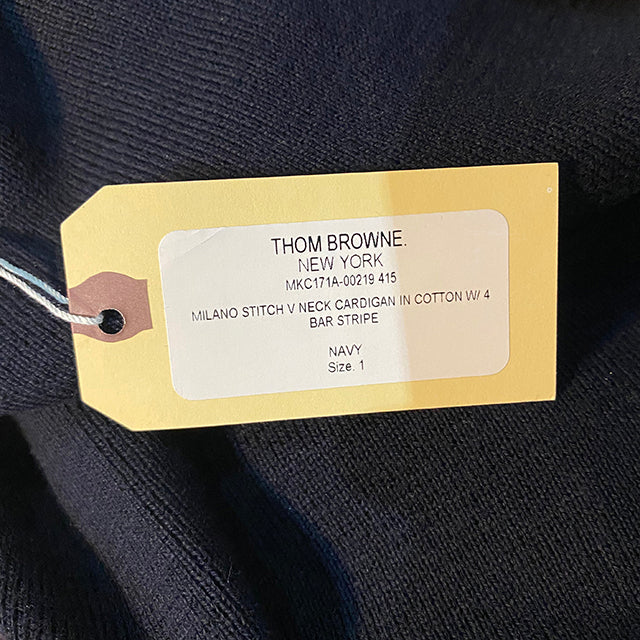 THOM BROWNE.
NEW YORK
MKC171A-00219 415
MILANO STITCH V NECK CARDIGAN IN COTTON W/ 4
BAR STRIPE
NAVY
Size. 1